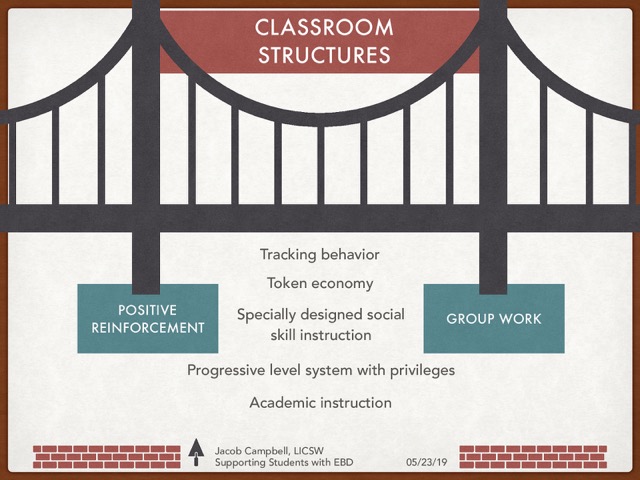 CLASSROOM
STRUCTURES
Tracking behavior
Token economy
POSITIVE
REINFORCEMENT
Specially designed social
skill instruction
GROUP WORK
Progressive level system with privileges
Academic instruction
Jacob Campbell, LICSW
Supporting Students with EBD
05/23/19